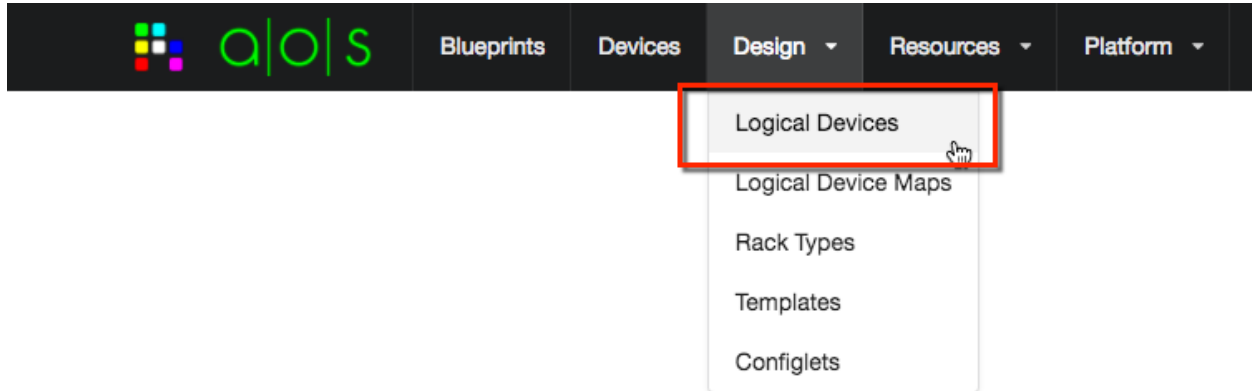 a|o|s Blueprints Devices Design Resources Platform
Logical Devices
Logical Device Maps
Rack Types
Templates
Configlets